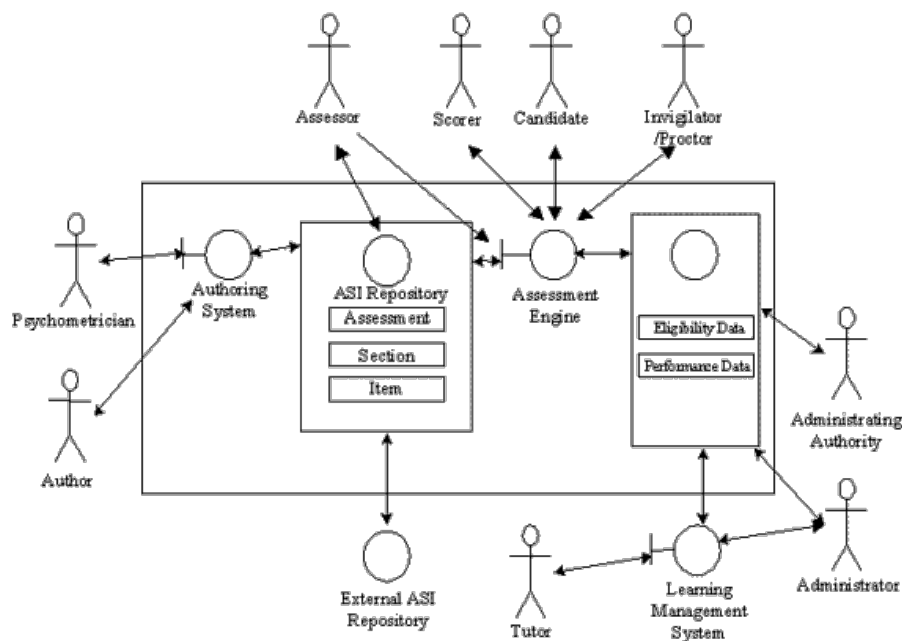 Assessor
Scorer
Candidate
Invigilator
/Proctor
Psychometrician
Authoring
System
ASI Repository
Assessment
Section
Item
Assessment
Engine
Eligibility Data
Performance Data
Administrating
Authority
Author
External ASI
Repository
Tutor
Learning
Management
System
Administrator